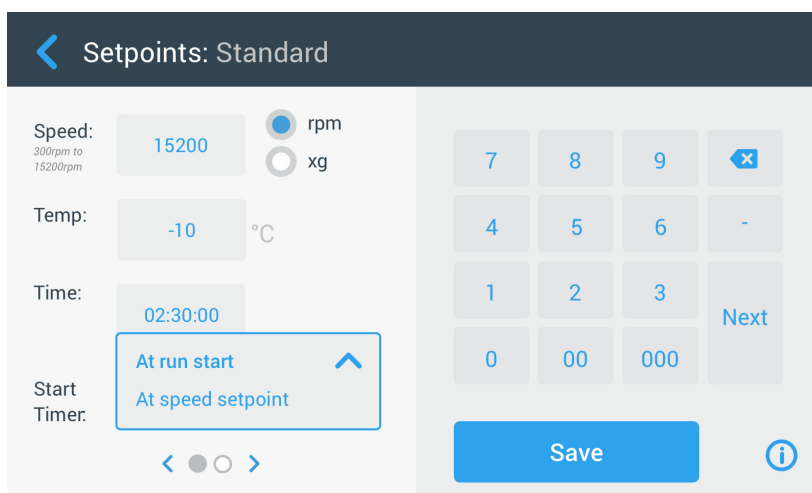 Setpoints: Standard
Speed:
300rpm to
15200rpm
15200
rpm
xg
Temp:
-10
°C
Time:
02:30:00
Start
Timer:
At run start
At speed setpoint
7 8 9
4 5 6 -
1 2 3
Next
0 00 000
Save